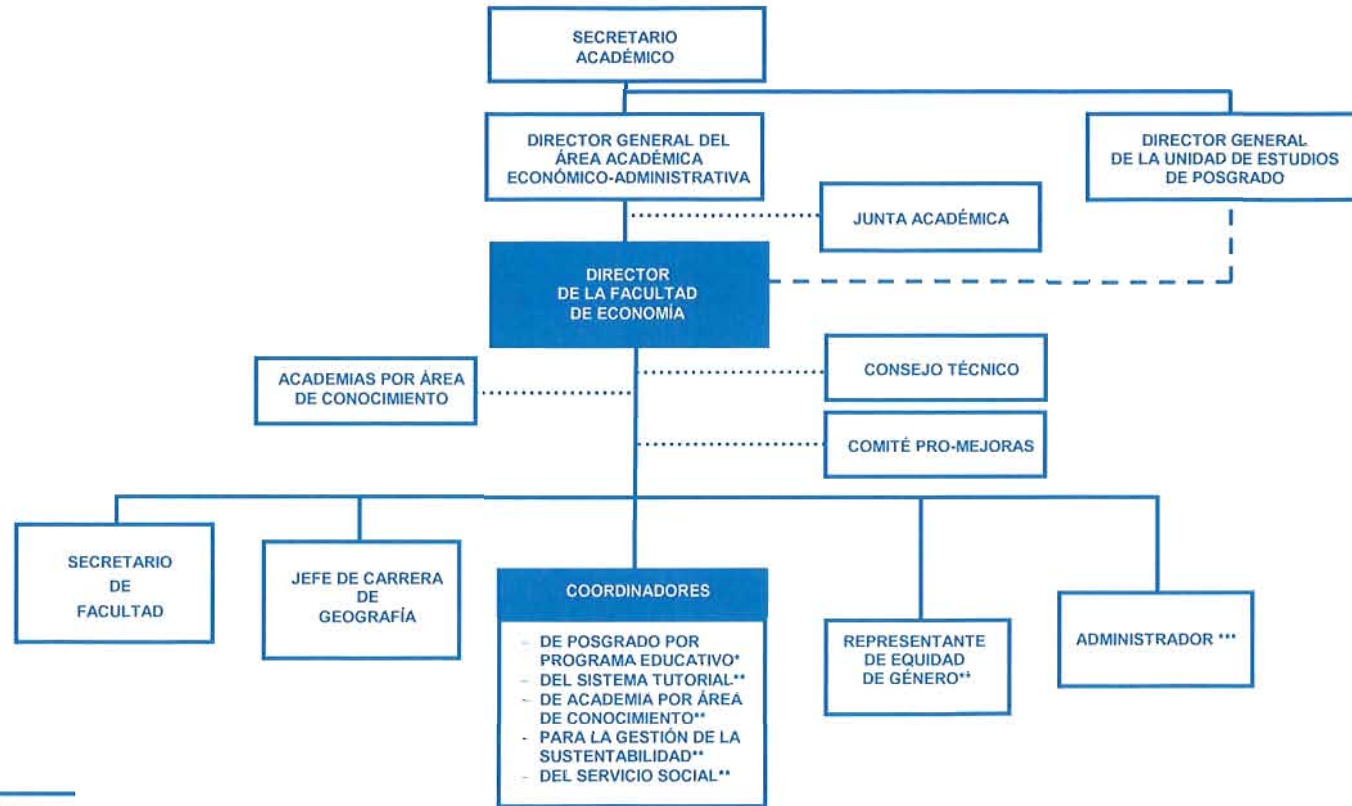 SECRETARIO
ACADÉMICO
DIRECTOR GENERAL DEL
ÁREA ACADÉMICA
ECONÓMICO-ADMINISTRATIVA
DIRECTOR GENERAL
DE LA UNIDAD DE ESTUDIOS
DE POSGRADO
JUNTA ACADÉMICA
DIRECTOR
DE LA FACULTAD
DE ECONOMÍA
ACADEMIAS POR ÁREA
DE CONOCIMIENTO
CONSEJO TÉCNICO
COMITÉ PRO-MEJORAS
SECRETARIO
DE
FACULTAD
JEFE DE CARRERA
DE
GEOGRAFÍA
COORDINADORES
– DE POSGRADO POR
PROGRAMA EDUCATIVO*
– DEL SISTEMA TUTORIAL**
– DE ACADEMIA POR ÁREA
DE CONOCIMIENTO**
- PARA LA GESTIÓN DE LA
SUSTENTABILIDAD**
– DEL SERVICIO SOCIAL**
REPRESENTANTE
DE EQUIDAD
DE GÉNERO**
ADMINISTRADOR ***